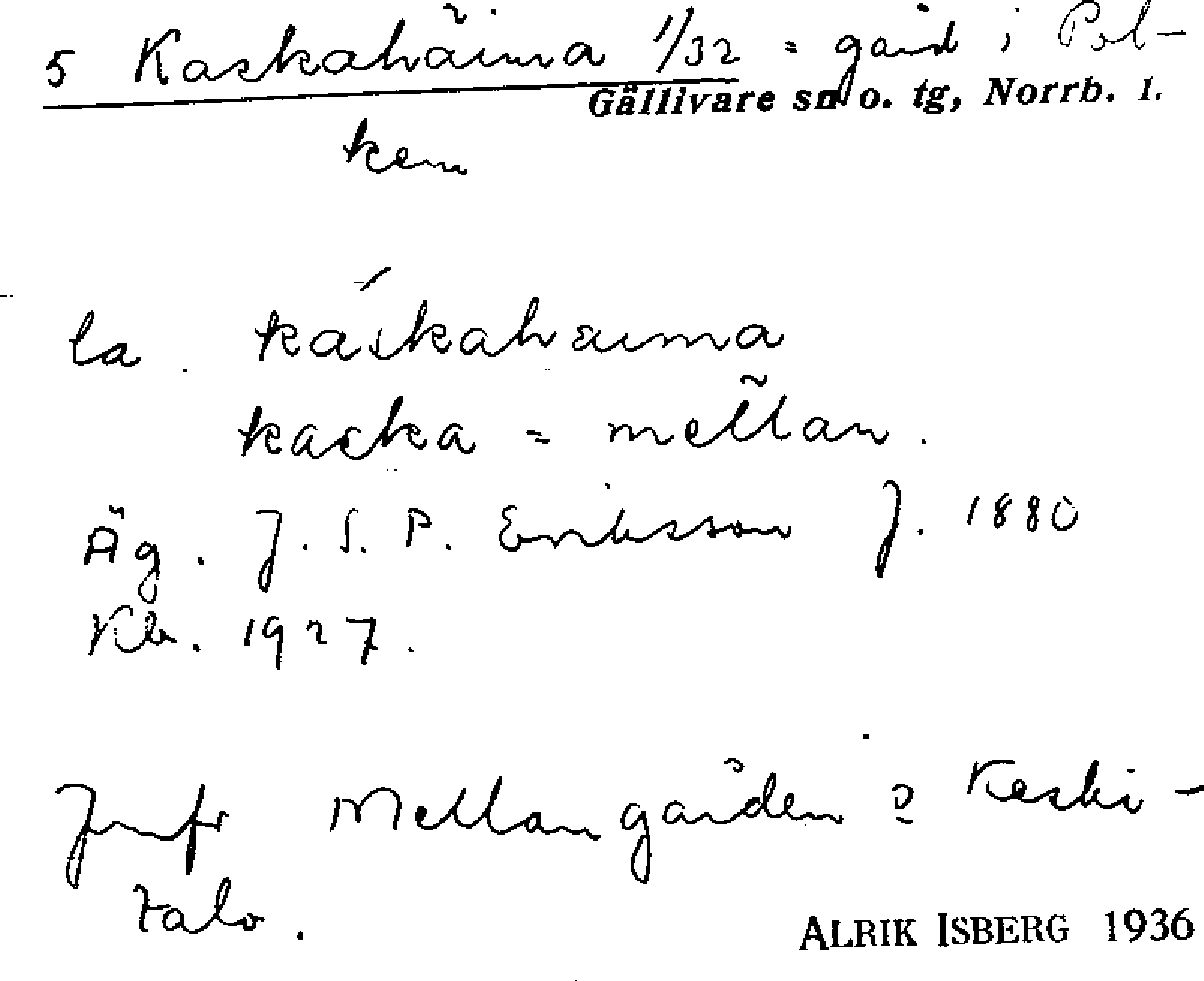 5 Kaskahäima 1/32 = gård i Pol-
Gällivare sn o. tg, Norrb. l.
ken
la. káskahæima
kaska = mellan.
Äg. J. S. P. Eriksson f. 1880
Kb. 1927.
Jmfr Mellangården o Keski-
talo.
ALRIK ISBERG 1936